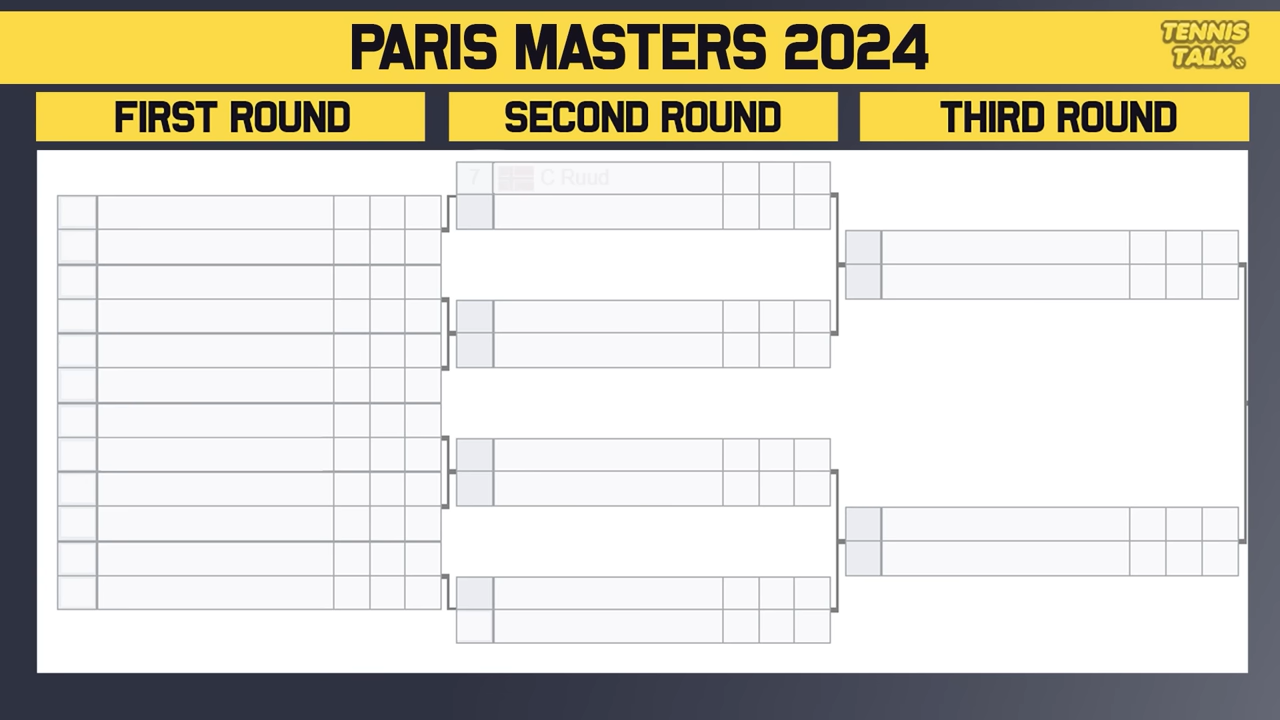 PARIS MASTERS 2024
TENNIS
TALK
FIRST ROUND
SECOND ROUND
THIRD ROUND
7 C Ruud